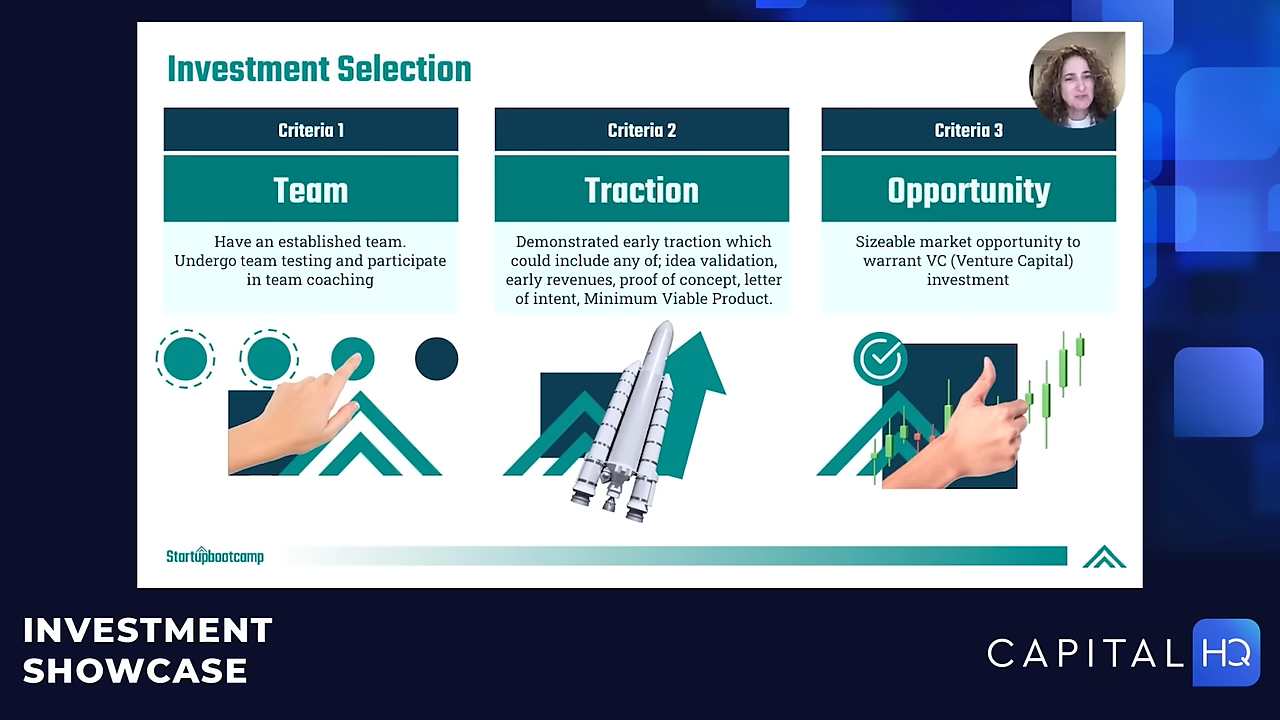 Investment Selection
Criteria 1
Team
Have an established team.
Undergo team testing and participate
in team coaching
Criteria 2
Traction
Demonstrated early traction which
could include any of; idea validation,
early revenues, proof of concept, letter
of intent, Minimum Viable Product.
Criteria 3
Opportunity
Sizeable market opportunity to
warrant VC (Venture Capital)
investment
Startupbootcamp
INVESTMENT
SHOWCASE
CAPITAL HQ